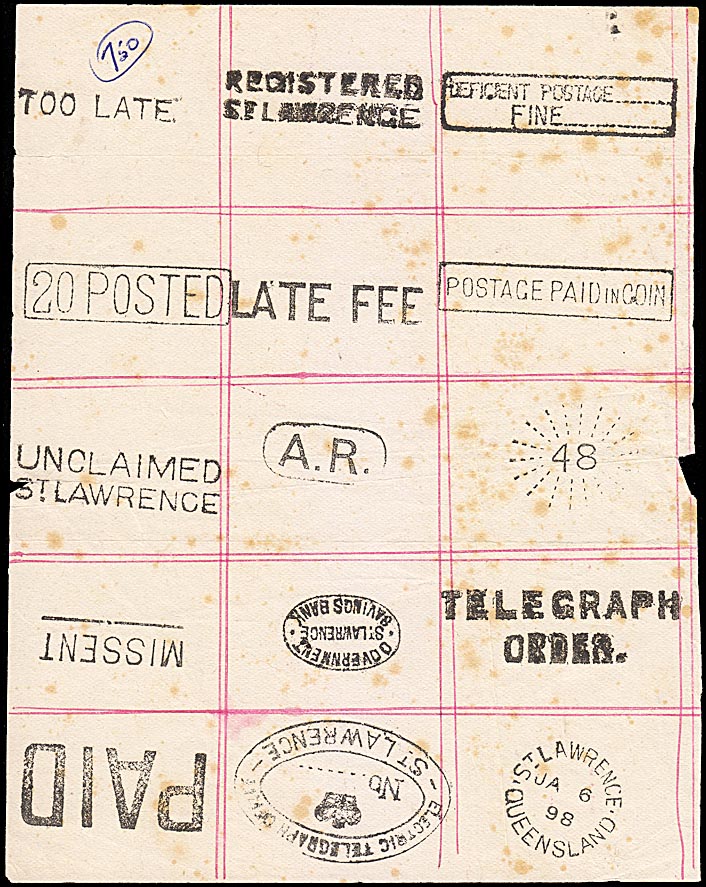 7'50
TOO LATE.
REGISTERED
ST LAWRENCE
DEFICIENT POSTAGE
FINE
20 POSTED
LATE FEE
POSTAGE PAID IN COIN
UNCLAIMED
ST LAWRENCE
A.R.
48
MISSENT
GOVERNMENT
ST LAWRENCE
SAVINGS BANK
TELEGRAPH
ORDER.
PAID
ST LAWRENCE
No
ELECTRIC TELEGRAPH
ST LAWRENCE
JA 6
98
QUEENSLAND